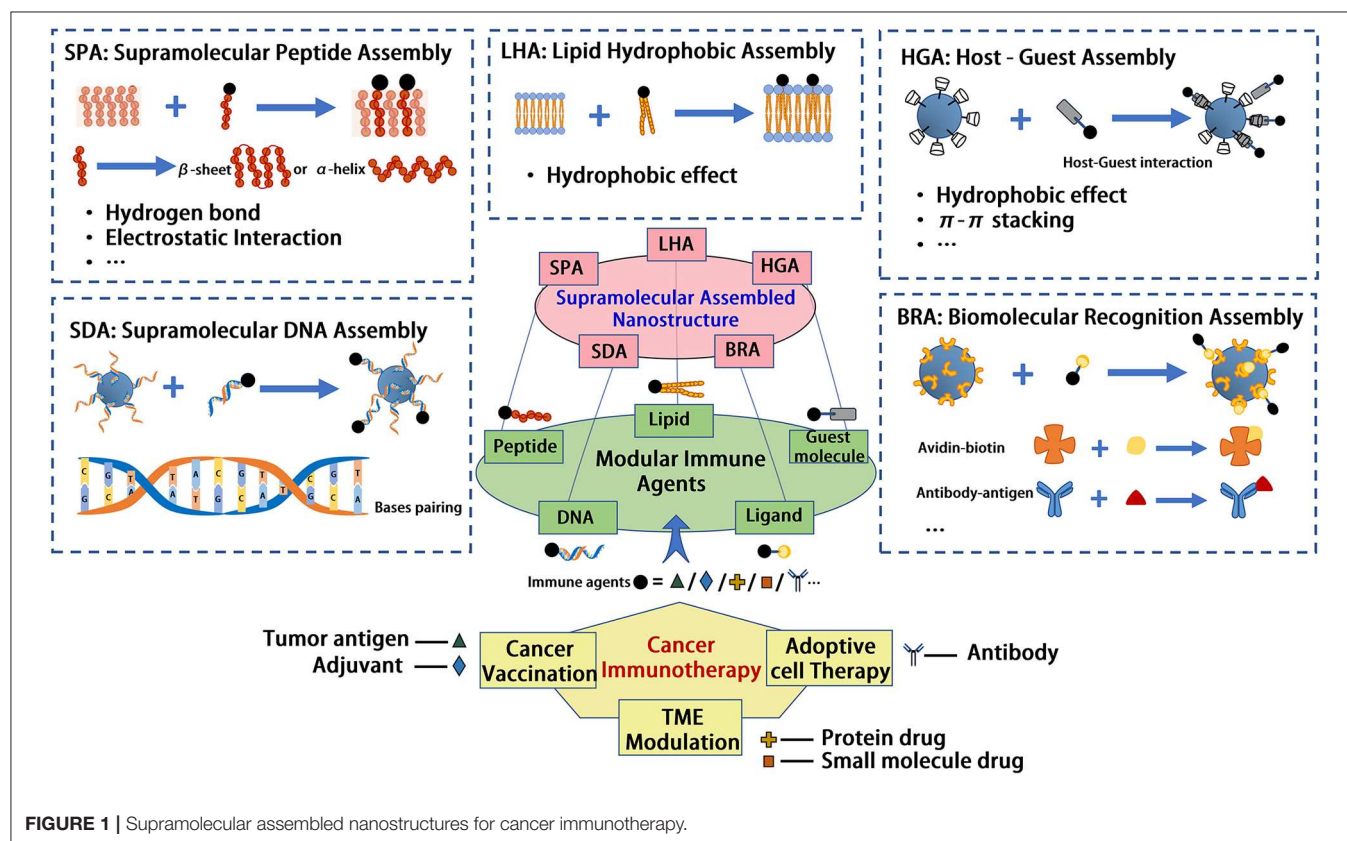 SPA: Supramolecular Peptide Assembly
+
β-sheet or α-helix
· Hydrogen bond
· Electrostatic Interaction
· ...
LHA: Lipid Hydrophobic Assembly
+
· Hydrophobic effect
HGA: Host - Guest Assembly
+
Host-Guest interaction
· Hydrophobic effect
· π-π stacking
· ...
SDA: Supramolecular DNA Assembly
+
C G T T A C G T T C G T
G C A A T G C A A G C A
Bases pairing
LHA
SPA
HGA
Supramolecular Assembled
Nanostructure
SDA
BRA
Lipid
Peptide
Guest
molecule
Modular Immune
Agents
DNA
Ligand
Immune agents = / / / / ...
BRA: Biomolecular Recognition Assembly
+
Avidin-biotin +
Antibody-antigen +
...
Tumor antigen
Adjuvant
Cancer
Vaccination
Cancer
Immunotherapy
Adoptive
cell Therapy
Antibody
TME
Modulation
Protein drug
Small molecule drug
FIGURE 1 | Supramolecular assembled nanostructures for cancer immunotherapy.